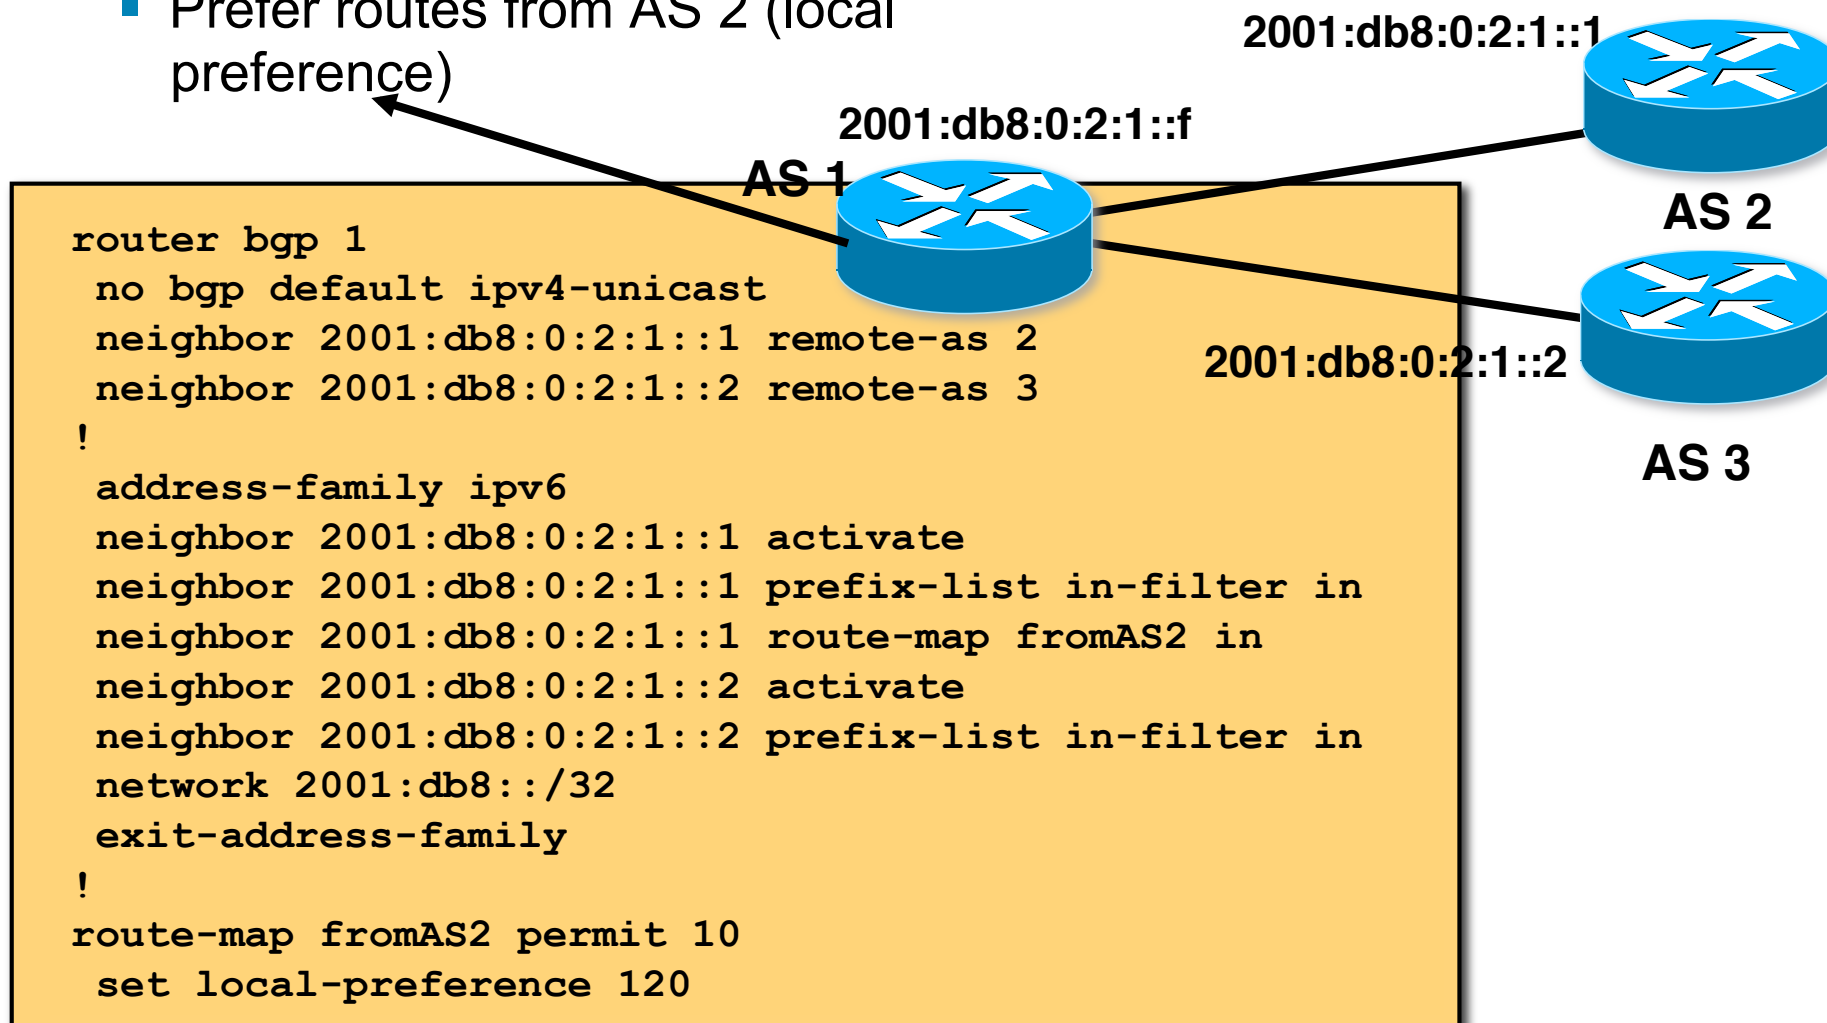 Prefer routes from AS 2 (local
preference)
2001:db8:0:2:1::1
2001:db8:0:2:1::f
AS 1
AS 2
2001:db8:0:2:1::2
AS 3
router bgp 1
no bgp default ipv4-unicast
neighbor 2001:db8:0:2:1::1 remote-as 2
neighbor 2001:db8:0:2:1::2 remote-as 3
!
address-family ipv6
neighbor 2001:db8:0:2:1::1 activate
neighbor 2001:db8:0:2:1::1 prefix-list in-filter in
neighbor 2001:db8:0:2:1::1 route-map fromAS2 in
neighbor 2001:db8:0:2:1::2 activate
neighbor 2001:db8:0:2:1::2 prefix-list in-filter in
network 2001:db8::/32
exit-address-family
!
route-map fromAS2 permit 10
set local-preference 120